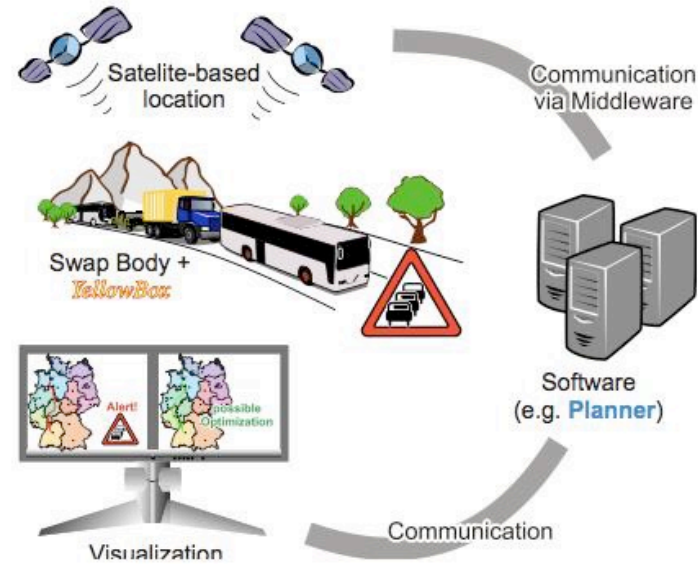 Satelite-based
location
Communication
via Middleware
Swap Body +
YellowBox
Software
(e.g. Planner)
Alert!
possible
Optimization
Communication
Visualization